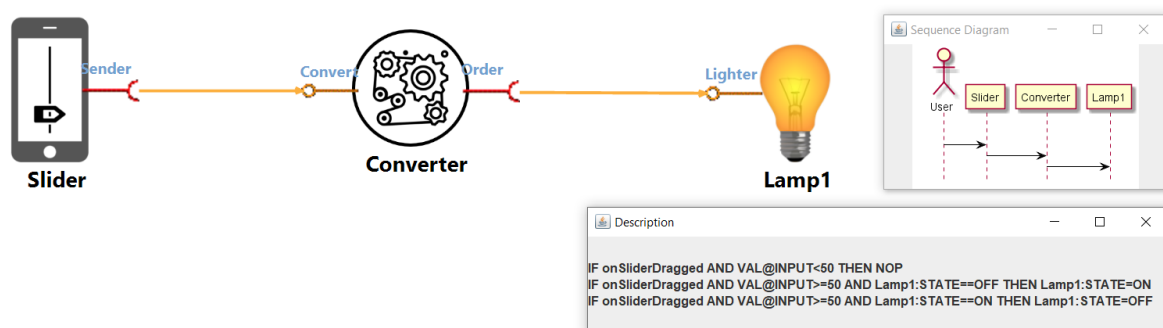 Sender
Convert
Order
Lighter
Slider
Converter
Lamp1
Sequence Diagram
User
Slider
Converter
Lamp1
Description
IF onSliderDragged AND VAL@INPUT<50 THEN NOP
IF onSliderDragged AND VAL@INPUT>=50 AND Lamp1:STATE==OFF THEN Lamp1:STATE=ON
IF onSliderDragged AND VAL@INPUT>=50 AND Lamp1:STATE==ON THEN Lamp1:STATE=OFF